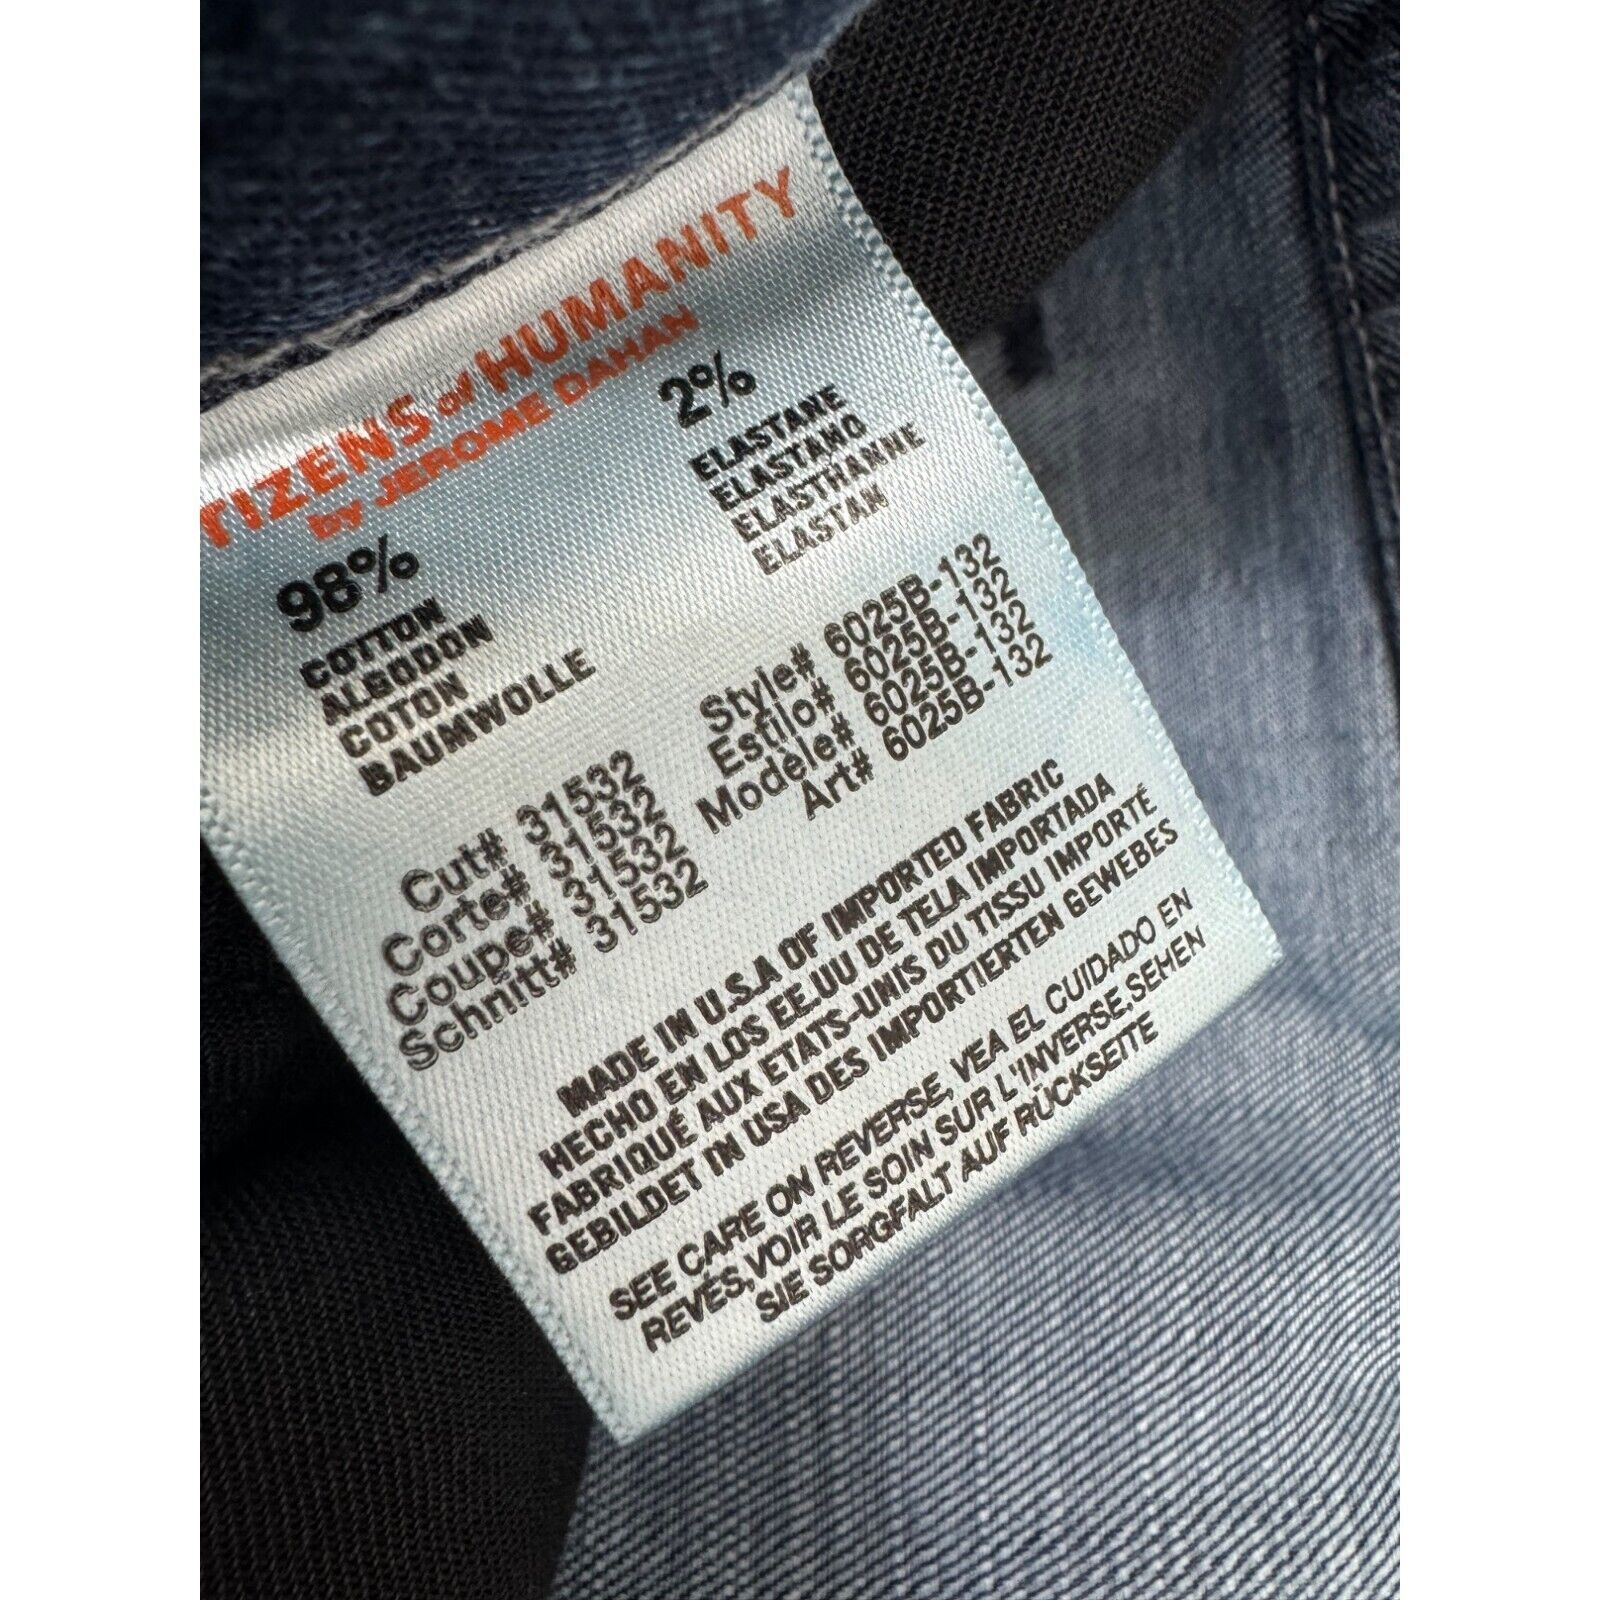 TIZENS of HUMANITY
by JEROME DAHAN
98%
COTTON
ALGODON
COTON
BAUMWOLLE
2%
ELASTANE
ELASTANO
ELASTHANNE
ELASTAN
Cut# 31532
Corte# 31532
Coupe# 31532
Schnitt# 31532
Style# 6025B-132
Estilo# 6025B-132
Modèle# 6025B-132
Art# 6025B-132
MADE IN U.S.A OF IMPORTED FABRIC
HECHO EN LOS EE.UU DE TELA IMPORTADA
FABRIQUÉ AUX ETATS-UNIS DU TISSU IMPORTÉ
GEBILDET IN USA DES IMPORTIERTEN GEWEBES
SEE CARE ON REVERSE, VEA EL CUIDADO EN
REVÉS,VOIR LE SOIN SUR L'INVERSE,SEHEN
SIE SORGFALT AUF RÜCKSEITE